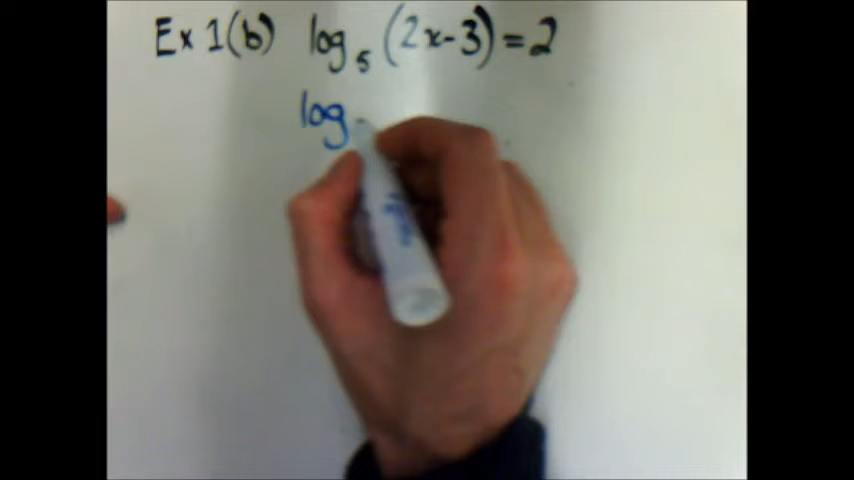 Ex 1(b) log₅ (2x-3) = 2
log